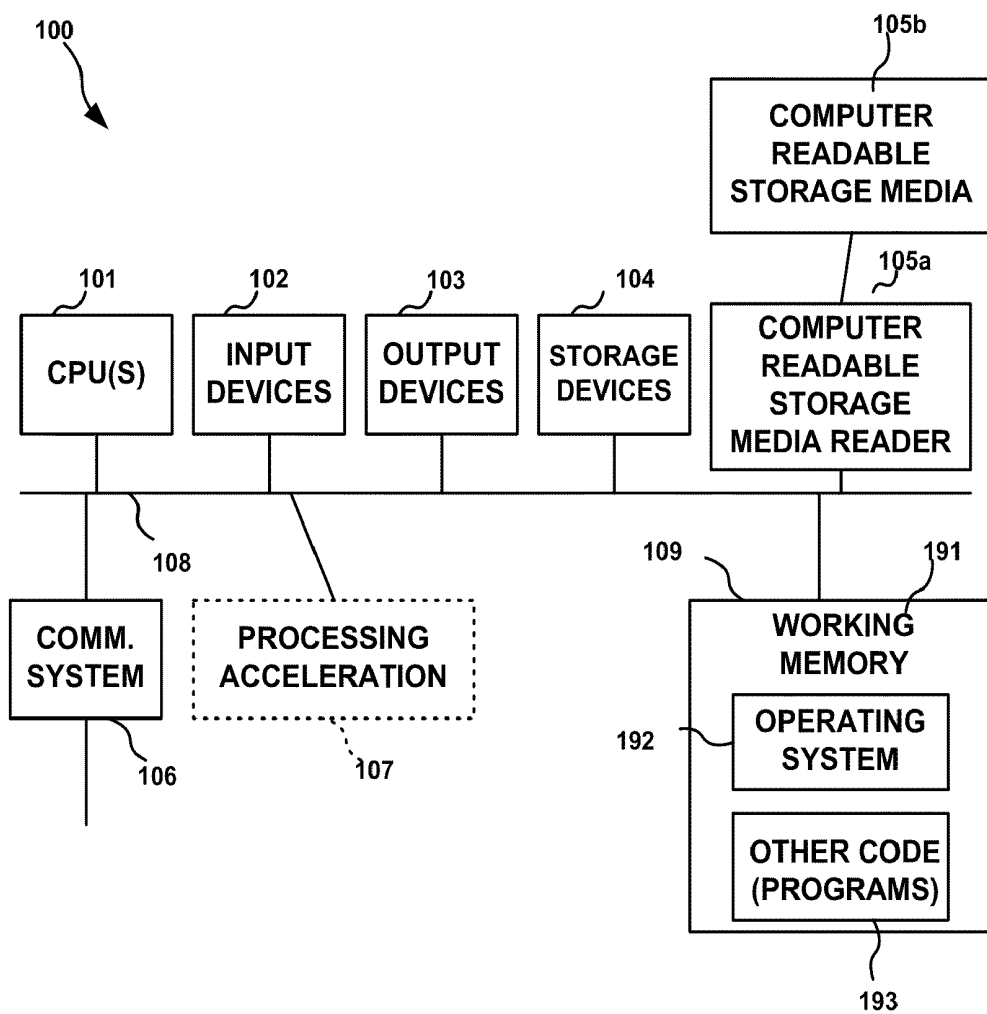 100
105b
COMPUTER
READABLE
STORAGE MEDIA
105a
101
102
103
104
CPU(S)
INPUT
DEVICES
OUTPUT
DEVICES
STORAGE
DEVICES
COMPUTER
READABLE
STORAGE
MEDIA READER
108
109
191
COMM.
SYSTEM
PROCESSING
ACCELERATION
WORKING
MEMORY
106
107
192
OPERATING
SYSTEM
OTHER CODE
(PROGRAMS)
193